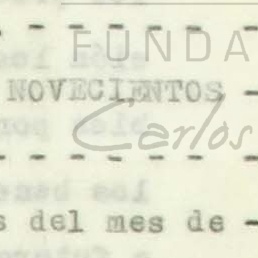 - - - - - - - - -
FUNDA
NOVECIENTOS -
Carlos
- - - - - - - - -
s del mes de -